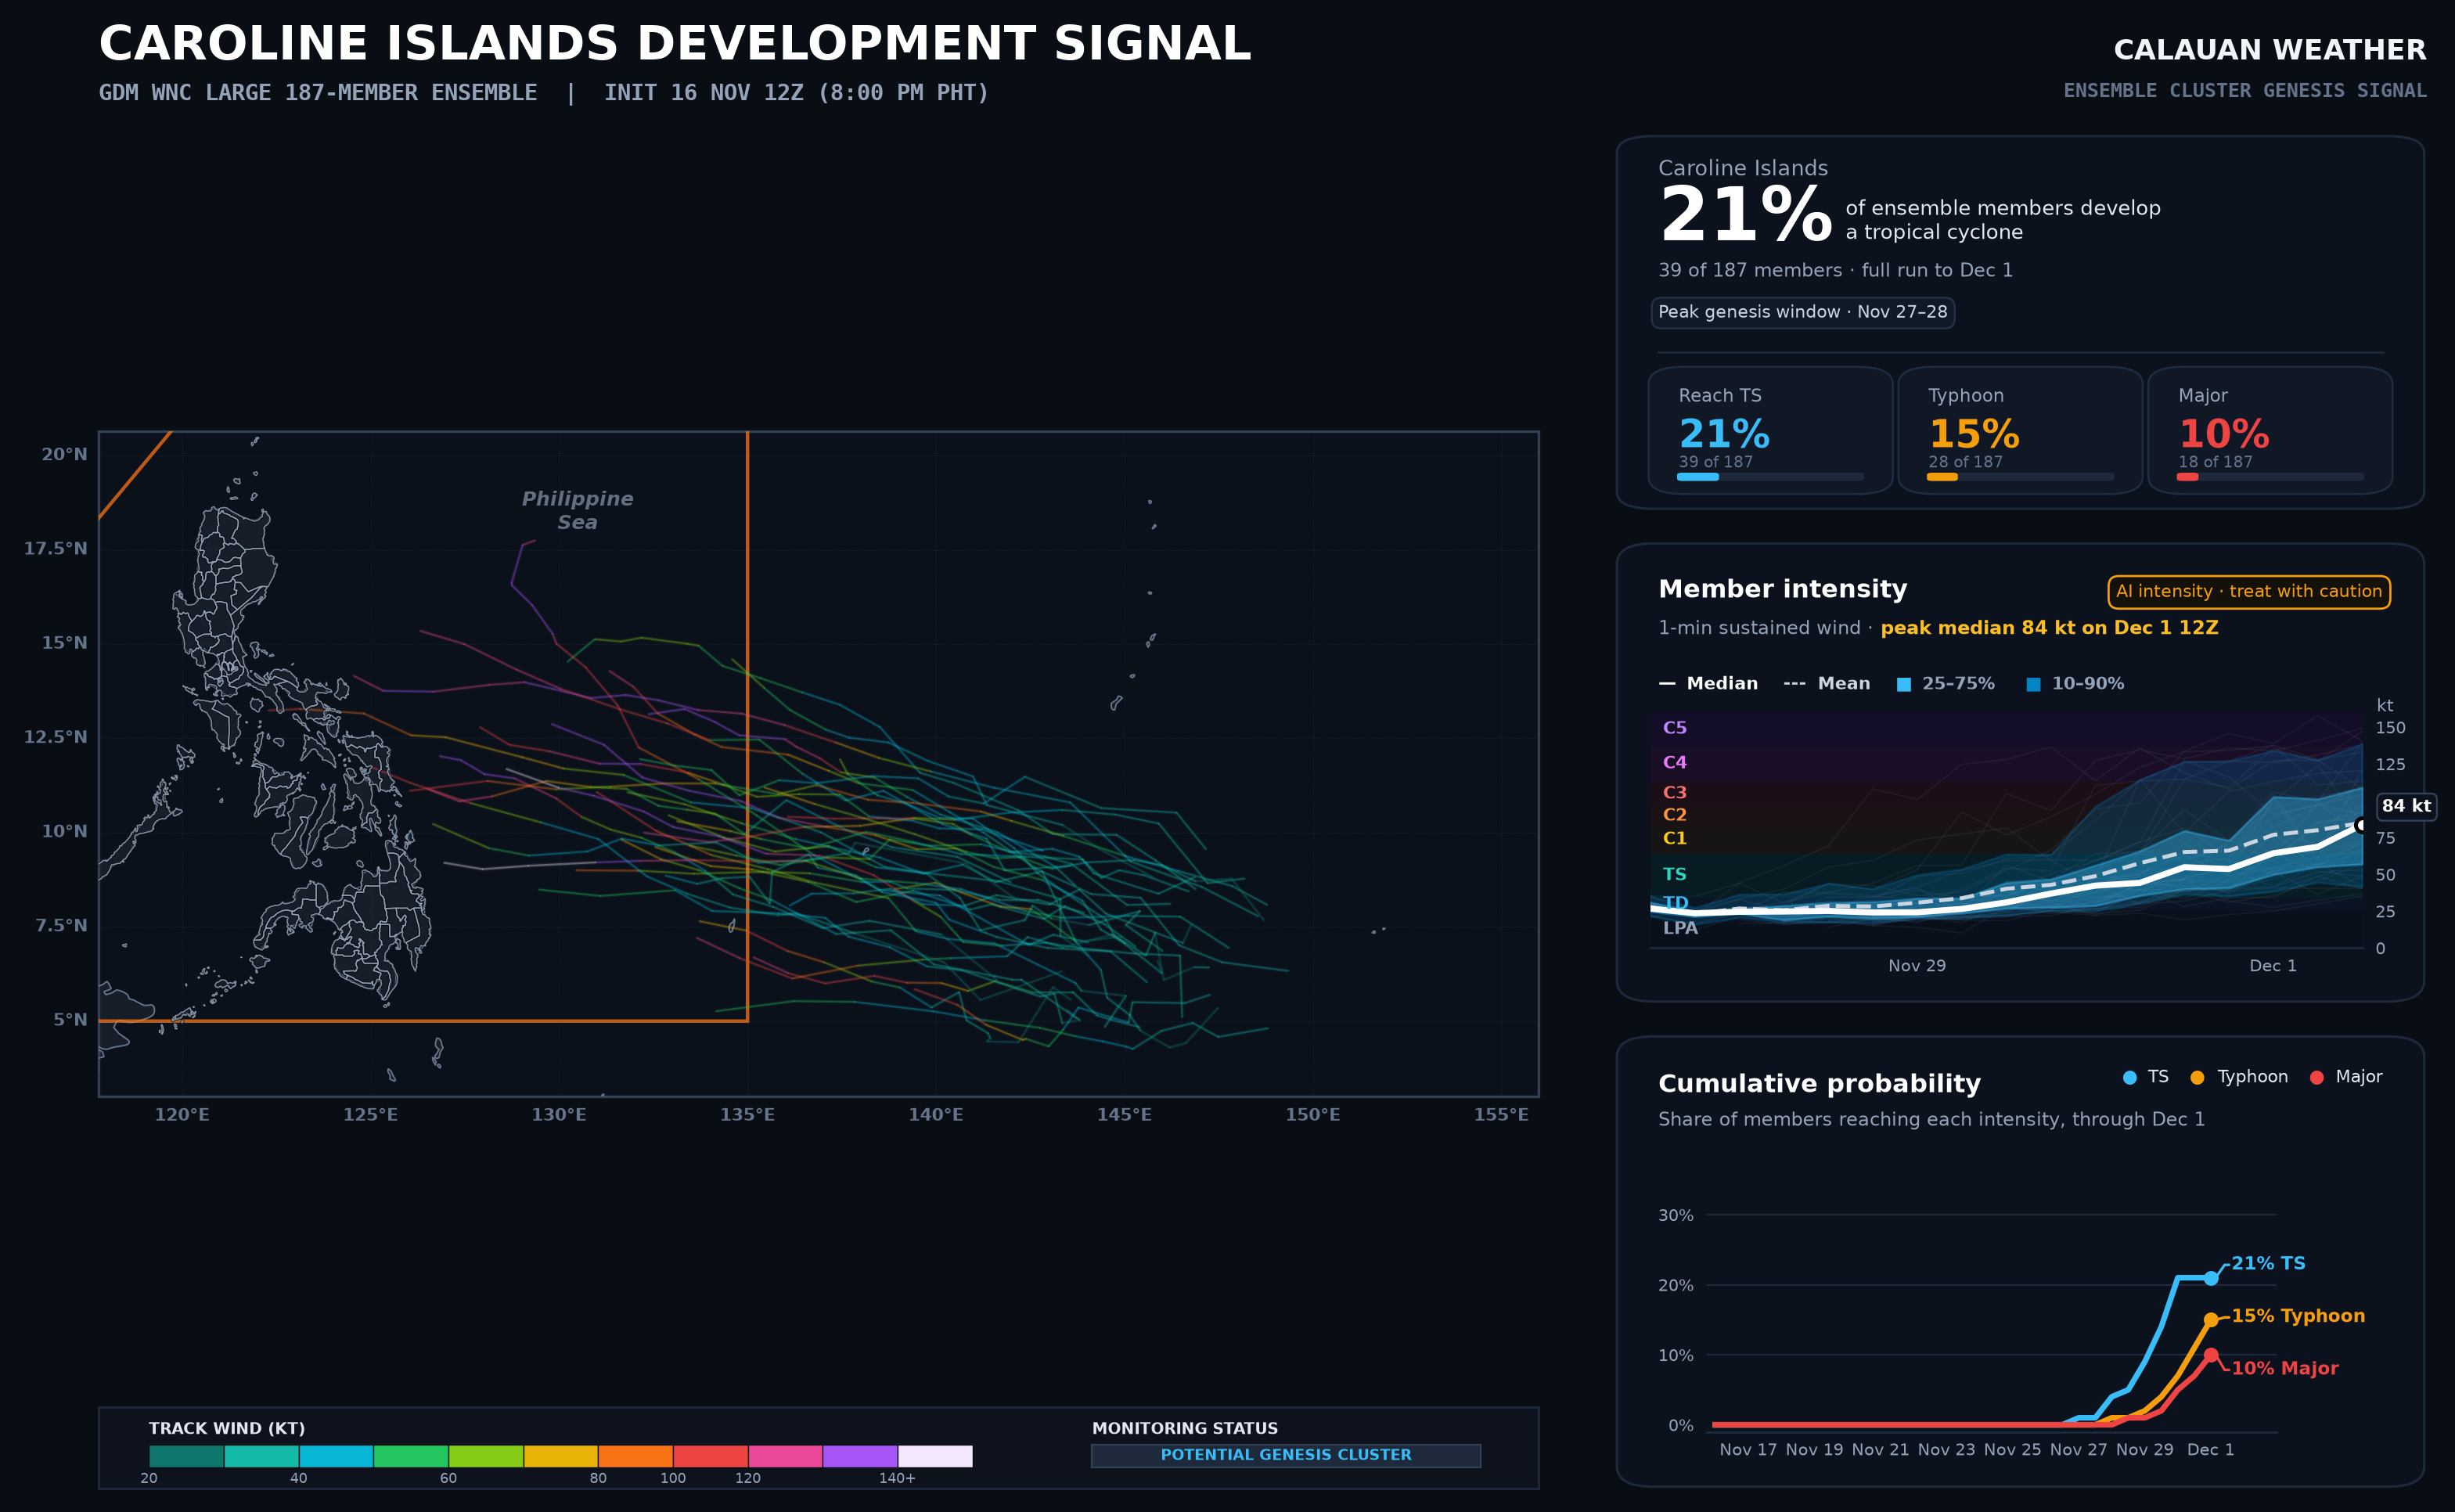 CAROLINE ISLANDS DEVELOPMENT SIGNAL
GDM WNC LARGE 187-MEMBER ENSEMBLE | INIT 16 NOV 12Z (8:00 PM PHT)
CALAUAN WEATHER
ENSEMBLE CLUSTER GENESIS SIGNAL
20°N
17.5°N
15°N
12.5°N
10°N
7.5°N
5°N
Philippine
Sea
120°E 125°E 130°E 135°E 140°E 145°E 150°E 155°E
TRACK WIND (KT)
20 40 60 80 100 120 140+
MONITORING STATUS
POTENTIAL GENESIS CLUSTER
Caroline Islands
21% of ensemble members develop
a tropical cyclone
39 of 187 members · full run to Dec 1
Peak genesis window · Nov 27–28
Reach TS
21%
39 of 187
Typhoon
15%
28 of 187
Major
10%
18 of 187
Member intensity
AI intensity · treat with caution
1-min sustained wind · peak median 84 kt on Dec 1 12Z
Median Mean 25–75% 10–90%
kt
C5
C4
C3
C2
C1
TS
TD
LPA
150
125
84 kt
75
50
25
0
Nov 29 Dec 1
Cumulative probability
TS Typhoon Major
Share of members reaching each intensity, through Dec 1
30%
20%
10%
0%
21% TS
15% Typhoon
10% Major
Nov 17 Nov 19 Nov 21 Nov 23 Nov 25 Nov 27 Nov 29 Dec 1